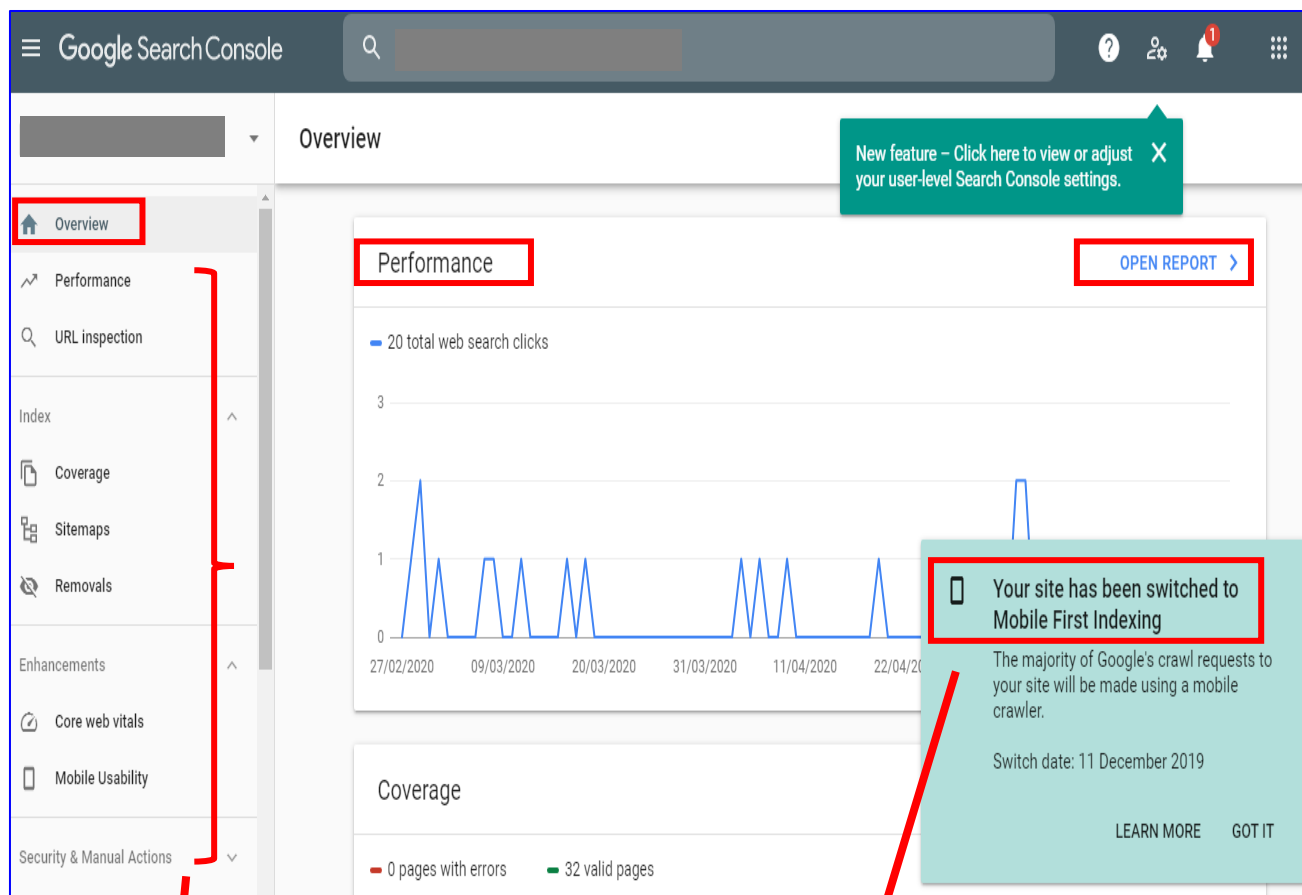 Google Search Console
1
Overview
New feature – Click here to view or adjust
your user-level Search Console settings.
Overview
Performance
URL inspection
Index
Coverage
Sitemaps
Removals
Enhancements
Core web vitals
Mobile Usability
Security & Manual Actions
Performance
OPEN REPORT
20 total web search clicks
3
2
1
0
27/02/2020 09/03/2020 20/03/2020 31/03/2020 11/04/2020 22/04/20
Your site has been switched to
Mobile First Indexing
The majority of Google's crawl requests to
your site will be made using a mobile
crawler.
Switch date: 11 December 2019
LEARN MORE GOT IT
Coverage
0 pages with errors 32 valid pages